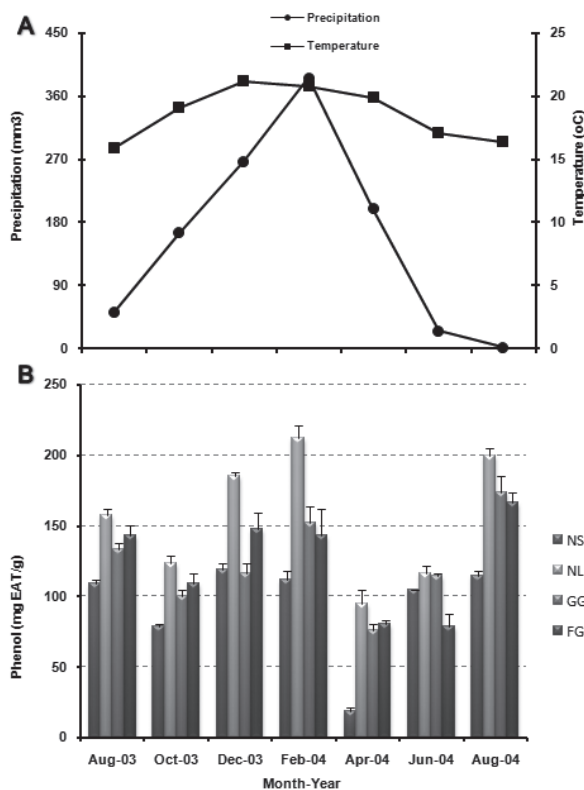 A
Precipitation
Temperature
450
360
270
180
90
0
Precipitation (mm3)
25
20
15
10
5
0
Temperature (oC)
B
250
200
150
100
50
0
Phenol (mg EAT/g)
NS
NL
GG
FG
Aug-03 Oct-03 Dec-03 Feb-04 Apr-04 Jun-04 Aug-04
Month-Year